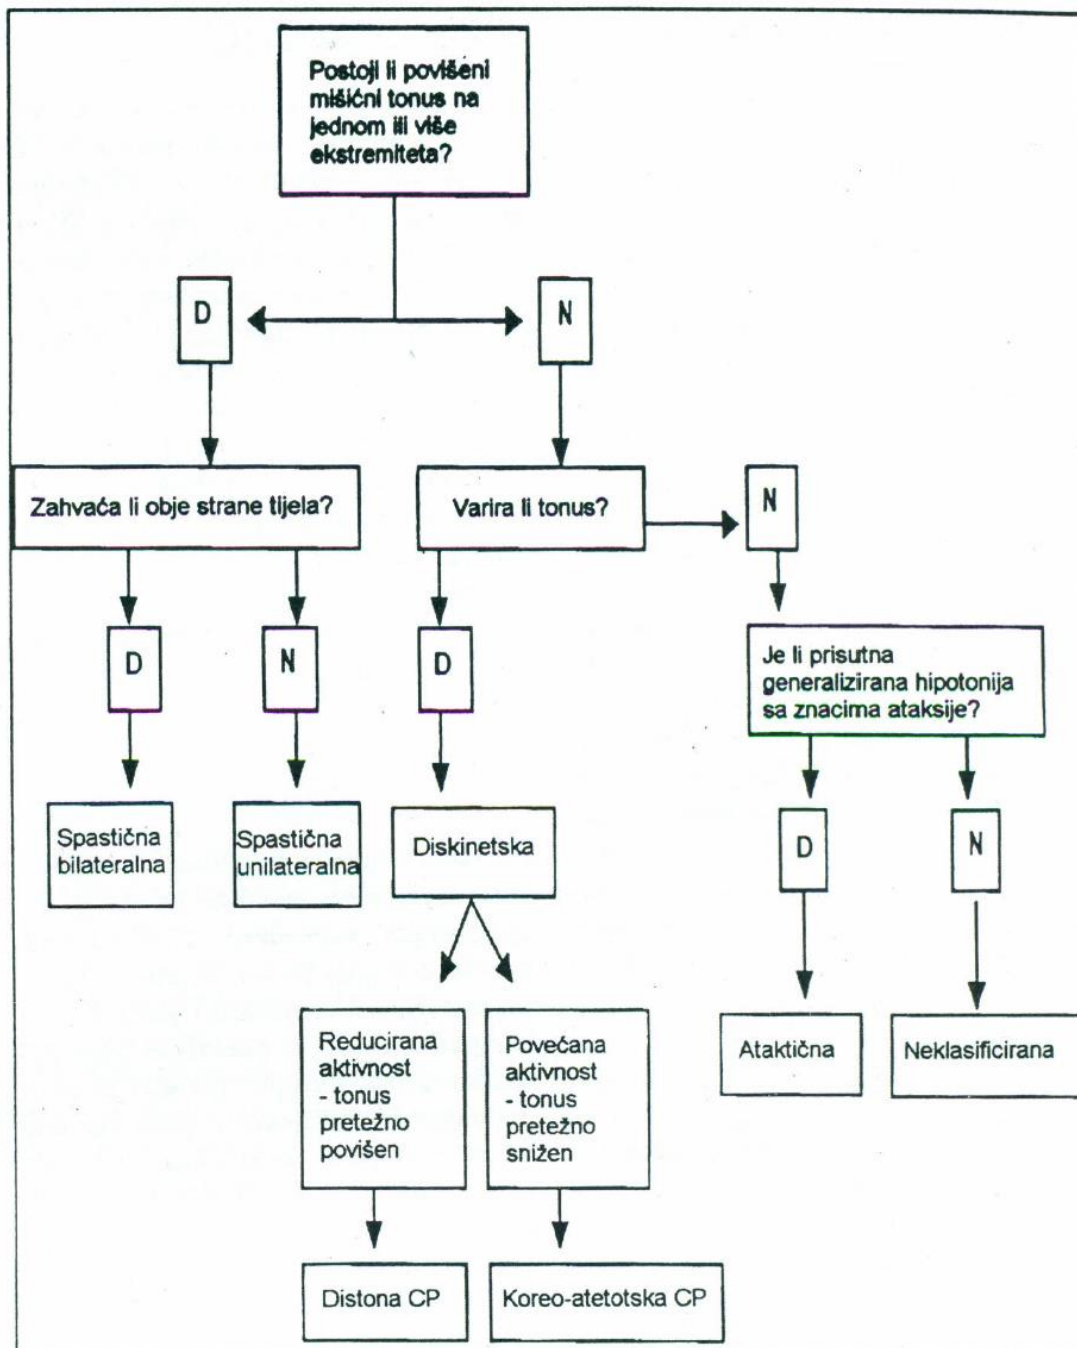 Postoji li povišeni
mišićni tonus na
jednom ili više
ekstremiteta?
D
N
Zahvaća li obje strane tijela?
Varira li tonus?
N
D
N
D
Je li prisutna
generalizirana hipotonija
sa znacima ataksije?
Spastična
bilateralna
Spastična
unilateralna
Diskinetska
D
N
Reducirana
aktivnost
- tonus
pretežno
povišen
Povećana
aktivnost
- tonus
pretežno
snižen
Ataktična
Neklasificirana
Distona CP
Koreo-atetotska CP